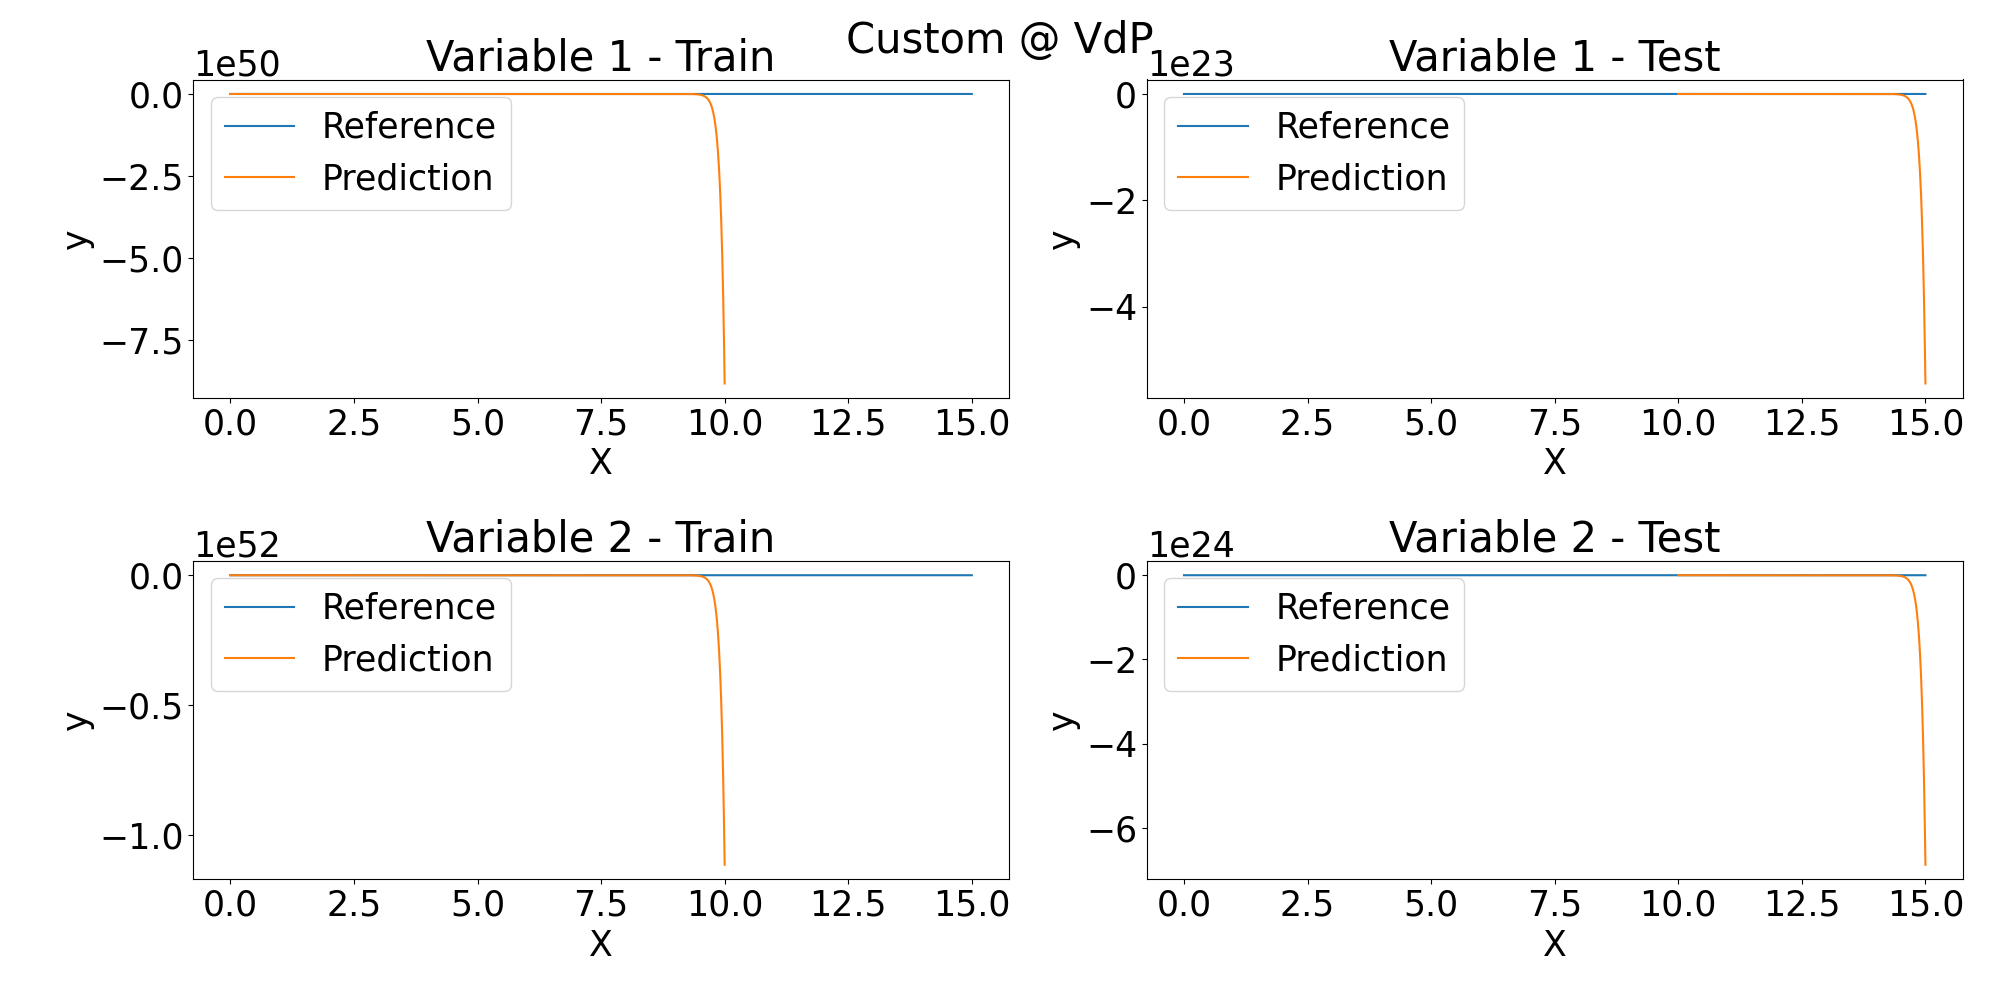 Custom @ VdP
Variable 1 - Train
1e50
0.0
−2.5
−5.0
−7.5
y
Reference
Prediction
0.0 2.5 5.0 7.5 10.0 12.5 15.0
X
Variable 1 - Test
1e23
0
−2
−4
y
Reference
Prediction
0.0 2.5 5.0 7.5 10.0 12.5 15.0
X
Variable 2 - Train
1e52
0.0
−0.5
−1.0
y
Reference
Prediction
0.0 2.5 5.0 7.5 10.0 12.5 15.0
X
Variable 2 - Test
1e24
0
−2
−4
−6
y
Reference
Prediction
0.0 2.5 5.0 7.5 10.0 12.5 15.0
X